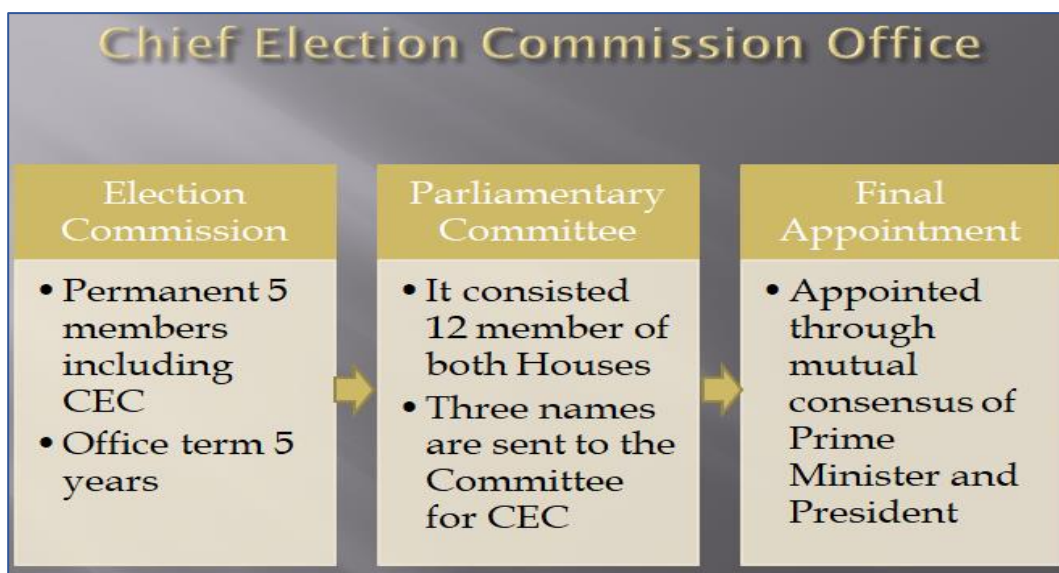 Chief Election Commission Office
Election
Commission
• Permanent 5
members
including
CEC
• Office term 5
years
Parliamentary
Committee
• It consisted
12 member of
both Houses
• Three names
are sent to the
Committee
for CEC
Final
Appointment
• Appointed
through
mutual
consensus of
Prime
Minister and
President